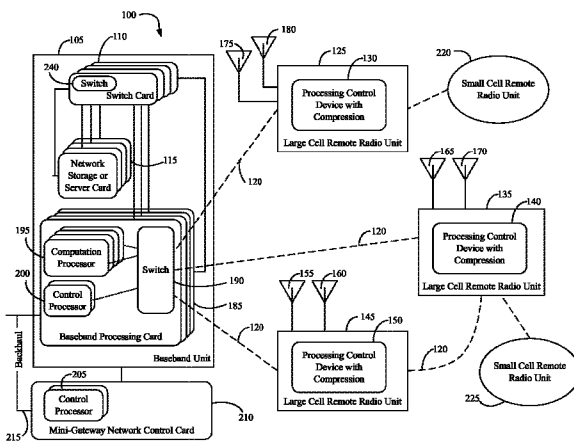 100
105
110
240
Switch
Switch Card
Network
Storage or
Server Card
115
195
Computation
Processor
200
Control
Processor
Switch
190
185
Baseband Processing Card
Baseband Unit
Backhaul
205
Control
Processor
210
Mini-Gateway Network Control Card
215
175
180
125
130
Processing Control
Device with
Compression
Large Cell Remote Radio Unit
220
Small Cell Remote
Radio Unit
120
165
170
135
140
Processing Control
Device with
Compression
Large Cell Remote Radio Unit
120
155
160
145
150
Processing Control
Device with
Compression
Large Cell Remote Radio Unit
120
120
Small Cell Remote
Radio Unit
225